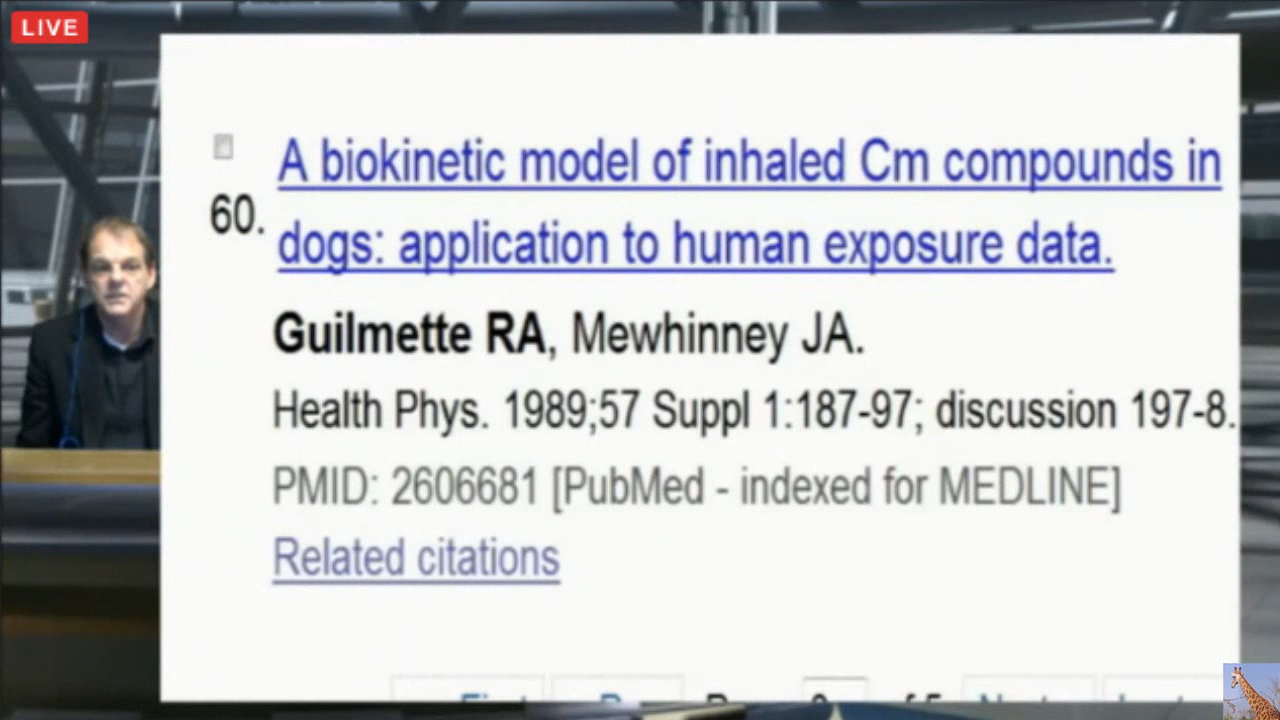 LIVE
A biokinetic model of inhaled Cm compounds in
60.
dogs: application to human exposure data.
Guilmette RA, Mewhinney JA.
Health Phys. 1989;57 Suppl 1:187-97; discussion 197-8.
PMID: 2606681 [PubMed - indexed for MEDLINE]
Related citations